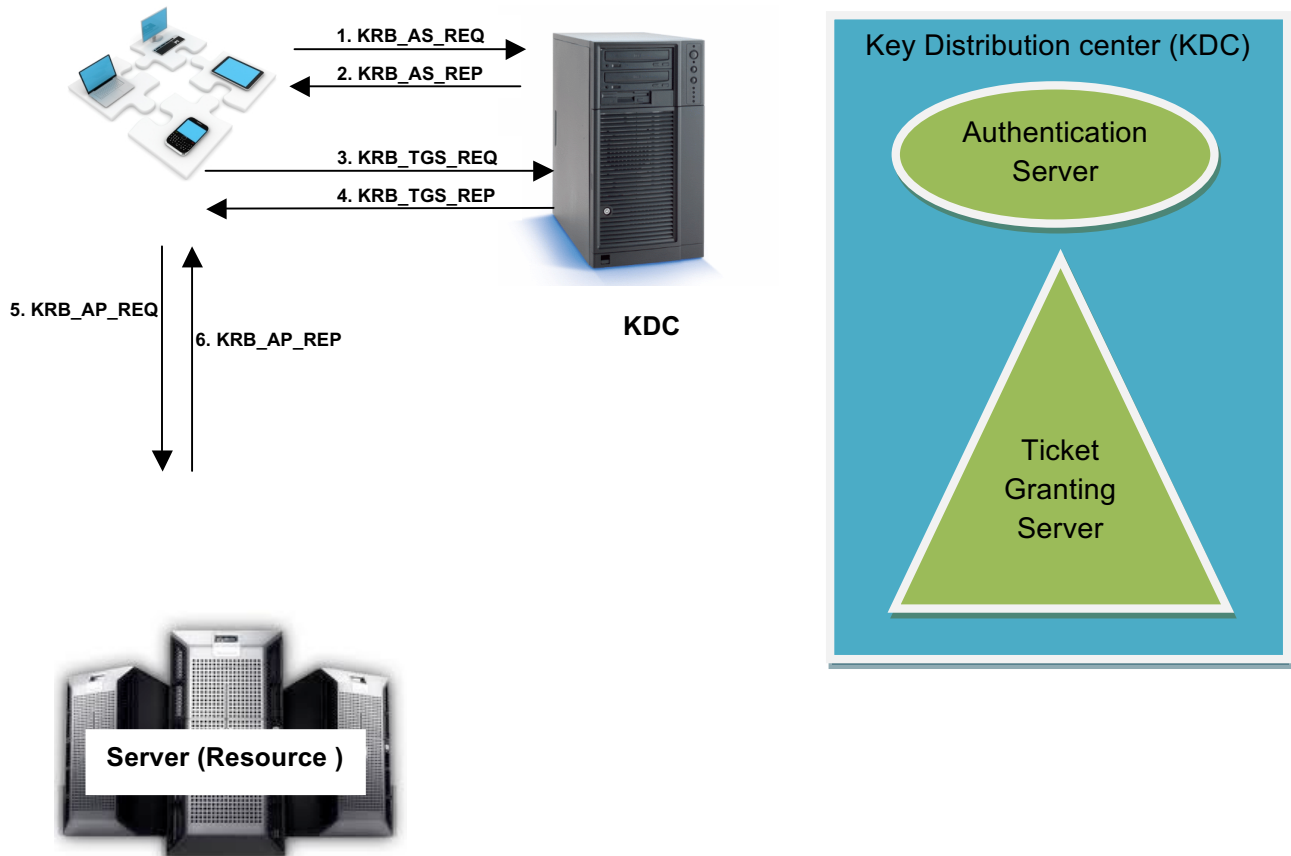 1. KRB_AS_REQ
2. KRB_AS_REP
3. KRB_TGS_REQ
4. KRB_TGS_REP
5. KRB_AP_REQ
6. KRB_AP_REP
KDC
Server (Resource )
Key Distribution center (KDC)
Authentication
Server
Ticket
Granting
Server